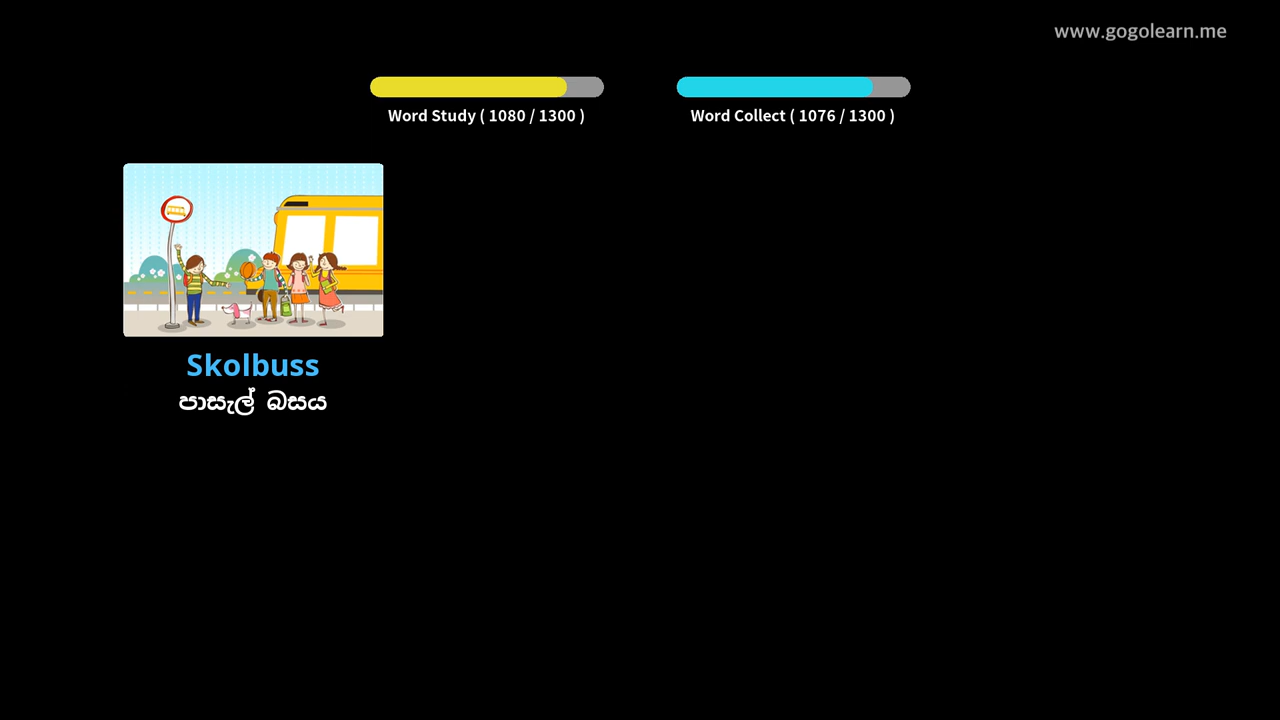 www.gogolearn.me
Word Study ( 1080 / 1300 )
Word Collect ( 1076 / 1300 )
Skolbuss
පාසැල් බසය